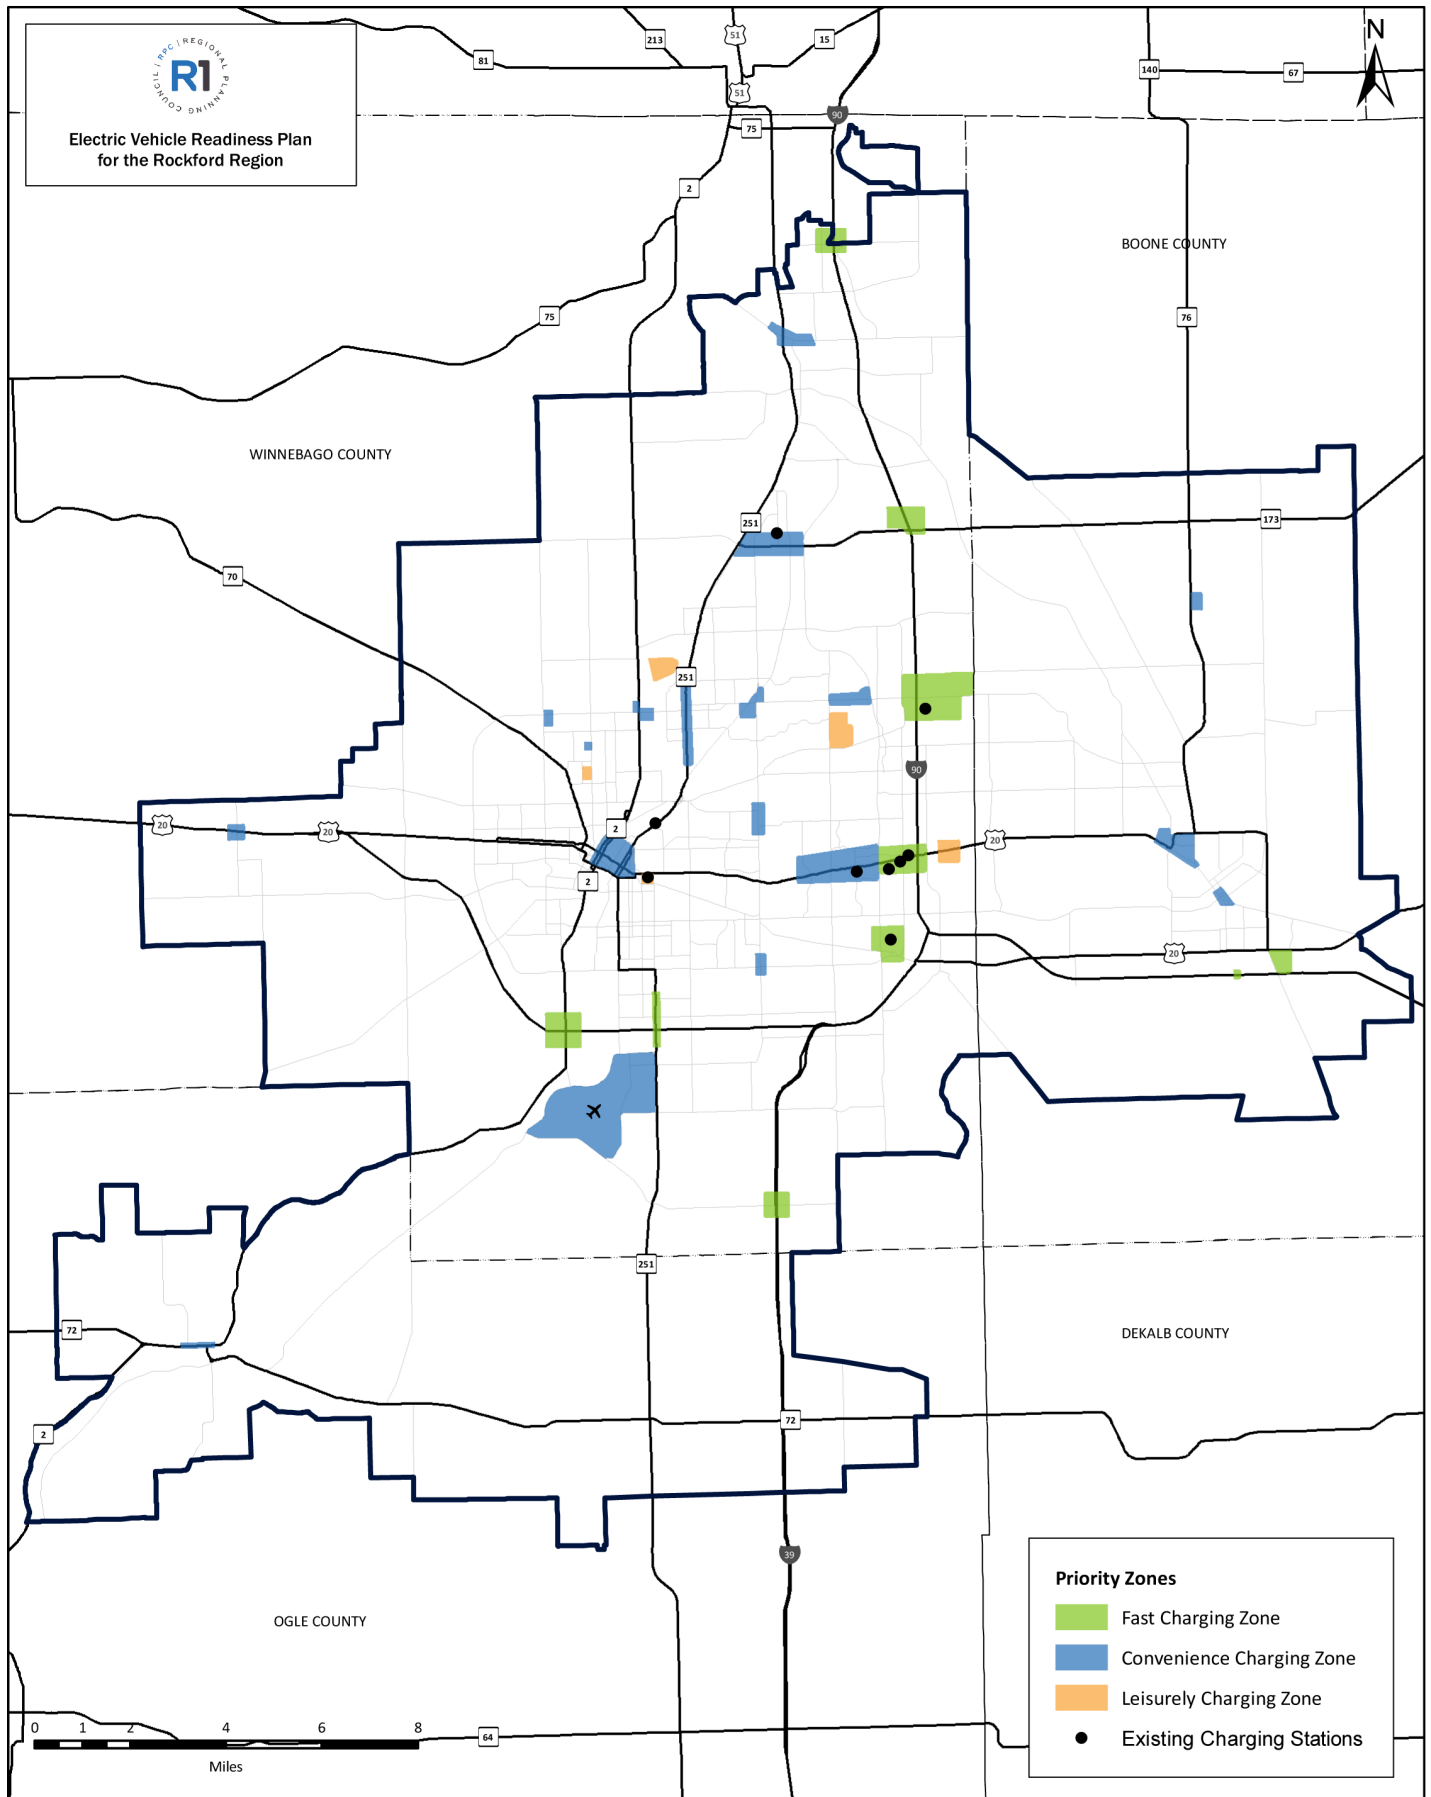 RPC | REGIONAL PLANNING COUNCIL |
R1
Electric Vehicle Readiness Plan
for the Rockford Region
N
81
213
51
15
140
67
51
90
75
2
BOONE COUNTY
75
76
WINNEBAGO COUNTY
251
173
70
251
90
20
20
2
20
2
20
251
72
DEKALB COUNTY
72
2
39
OGLE COUNTY
Priority Zones
Fast Charging Zone
Convenience Charging Zone
Leisurely Charging Zone
Existing Charging Stations
0 1 2 4 6 8
Miles
64